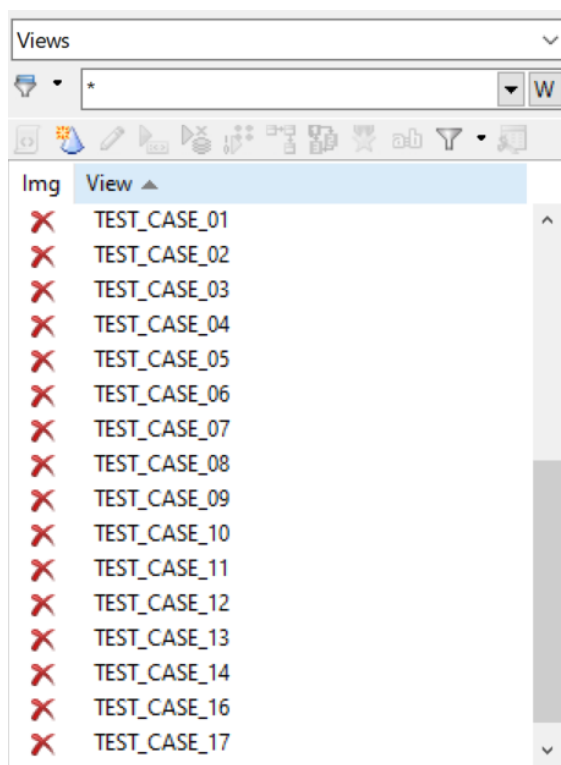 Views
*
W
ab
Img View
TEST_CASE_01
TEST_CASE_02
TEST_CASE_03
TEST_CASE_04
TEST_CASE_05
TEST_CASE_06
TEST_CASE_07
TEST_CASE_08
TEST_CASE_09
TEST_CASE_10
TEST_CASE_11
TEST_CASE_12
TEST_CASE_13
TEST_CASE_14
TEST_CASE_16
TEST_CASE_17